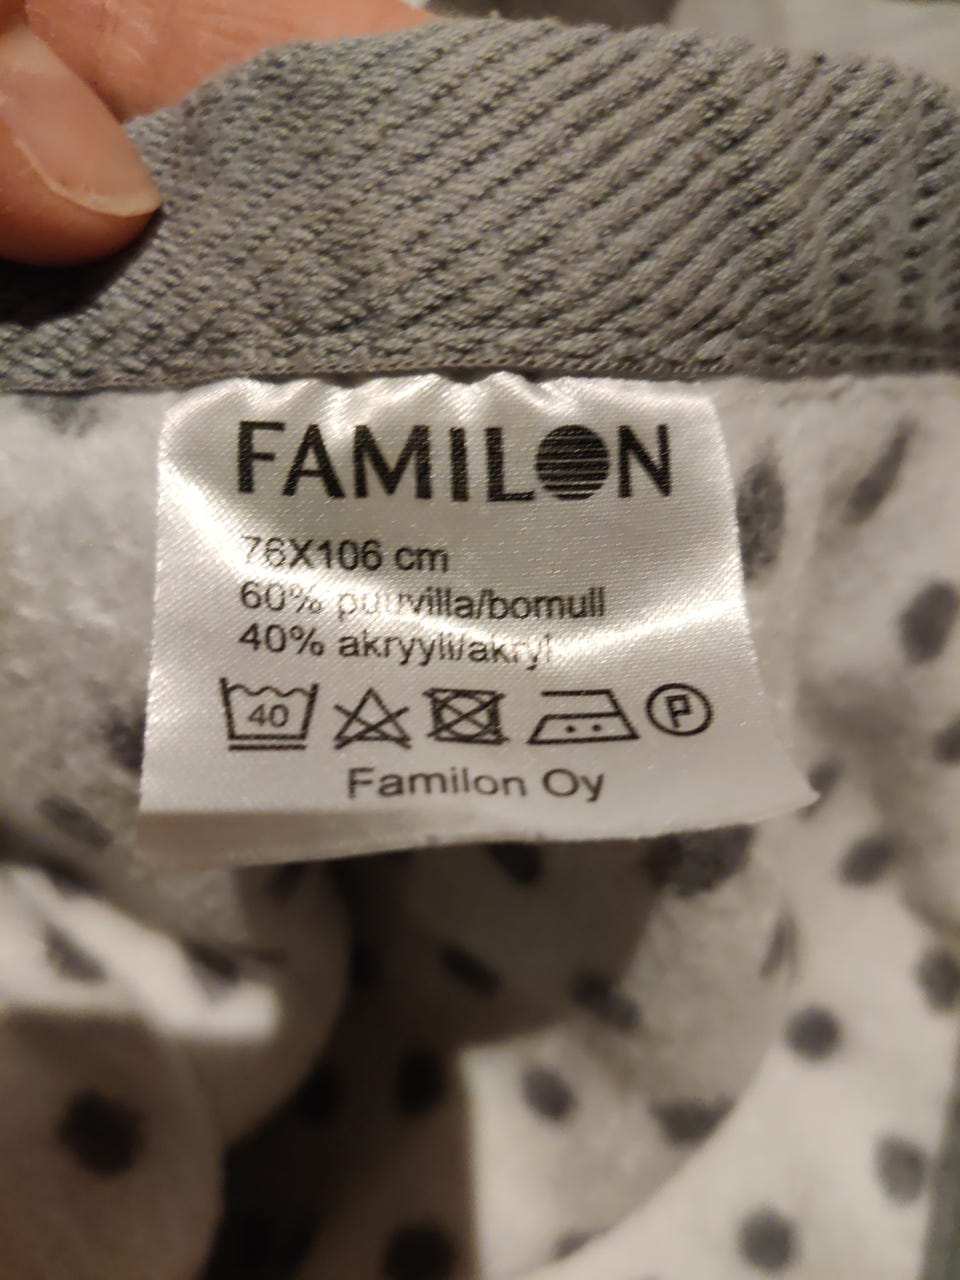 FAMILON
76X106 cm
60% puuvilla/bomull
40% akryyli/akryl
40
P
Familon Oy